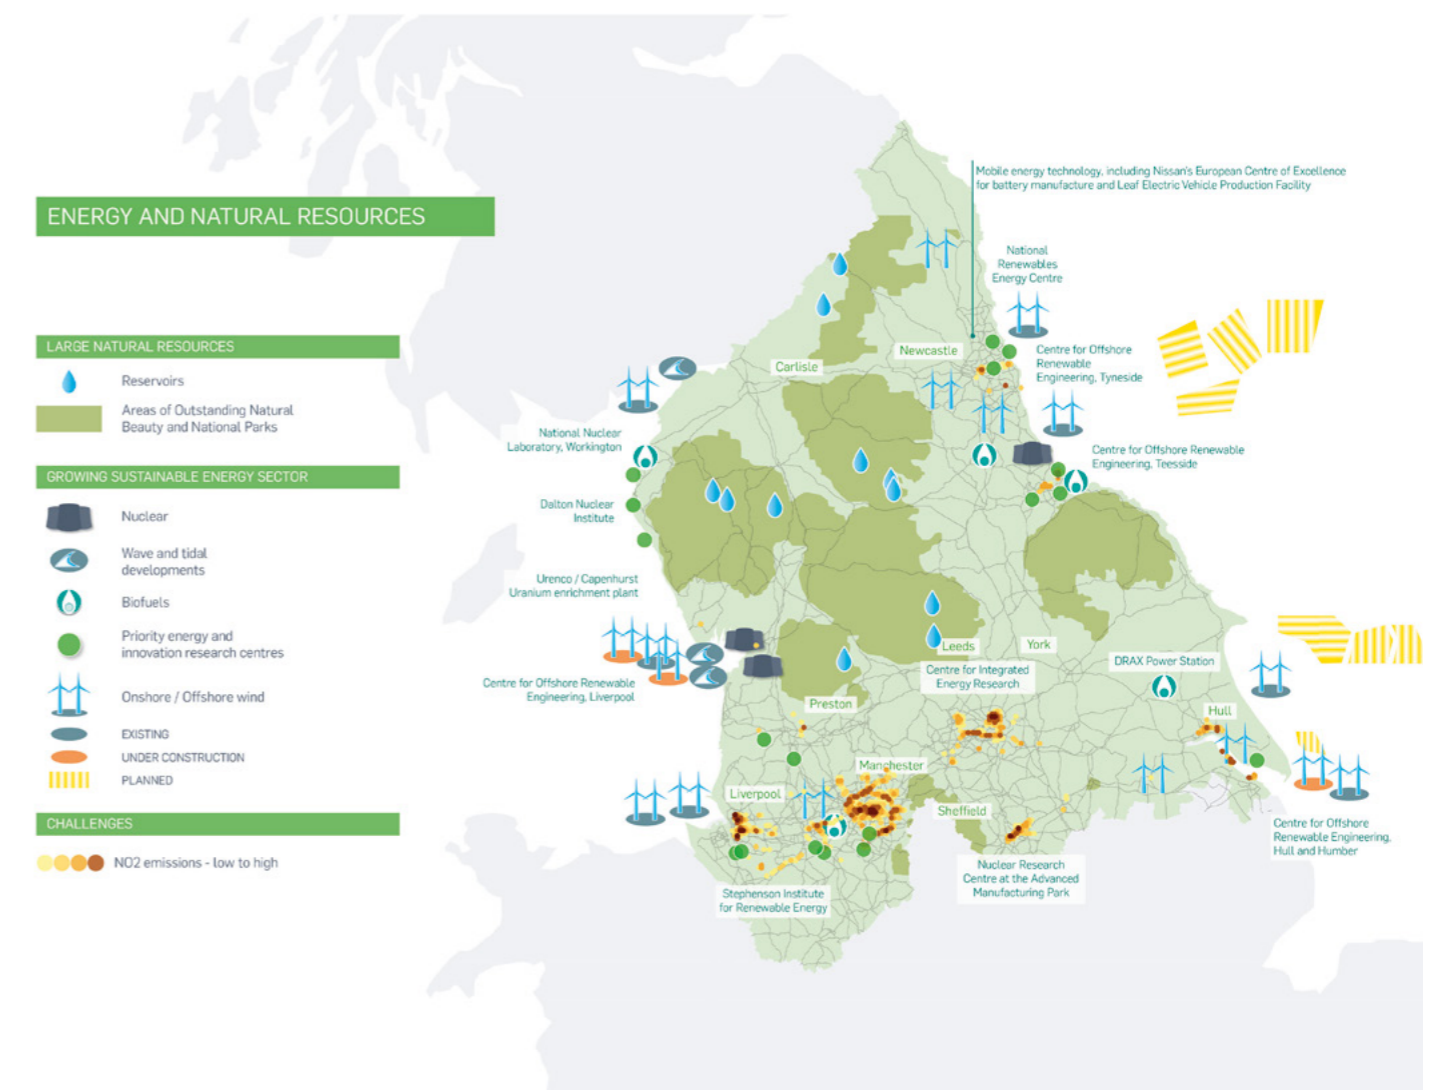 ENERGY AND NATURAL RESOURCES
LARGE NATURAL RESOURCES
Reservoirs
Areas of Outstanding Natural
Beauty and National Parks
GROWING SUSTAINABLE ENERGY SECTOR
Nuclear
Wave and tidal
developments
Biofuels
Priority energy and
innovation research centres
Onshore / Offshore wind
EXISTING
UNDER CONSTRUCTION
PLANNED
CHALLENGES
NO2 emissions - low to high
Mobile energy technology, including Nissan's European Centre of Excellence
for battery manufacture and Leaf Electric Vehicle Production Facility
National
Renewables
Energy Centre
Newcastle
Centre for Offshore
Renewable
Engineering, Tyneside
Carlisle
National Nuclear
Laboratory, Workington
Centre for Offshore Renewable
Engineering, Teesside
Dalton Nuclear
Institute
Urenco / Capenhurst
Uranium enrichment plant
Leeds
York
Centre for Integrated
Energy Research
DRAX Power Station
Centre for Offshore Renewable
Engineering, Liverpool
Preston
Hull
Manchester
Liverpool
Sheffield
Centre for Offshore
Renewable Engineering,
Hull and Humber
Nuclear Research
Centre at the Advanced
Manufacturing Park
Stephenson Institute
for Renewable Energy